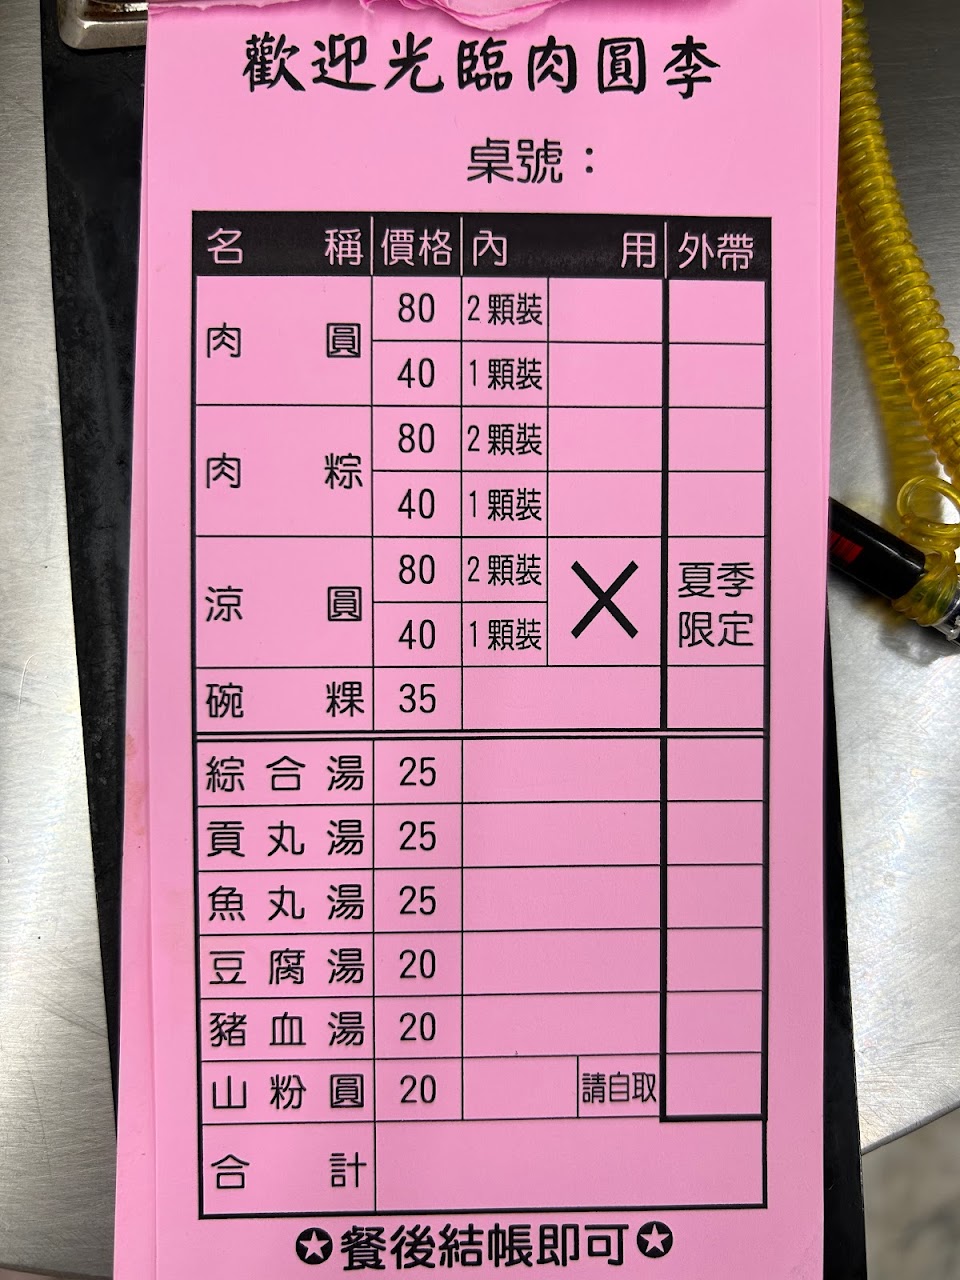 歡迎光臨肉圓李
桌號：
名稱 價格 內用 外帶
肉圓 80 2顆裝
40 1顆裝
肉粽 80 2顆裝
40 1顆裝
涼圓 80 2顆裝 夏季
40 1顆裝 限定
碗粿 35
綜合湯 25
貢丸湯 25
魚丸湯 25
豆腐湯 20
豬血湯 20
山粉圓 20 請自取
合計
✪餐後結帳即可✪